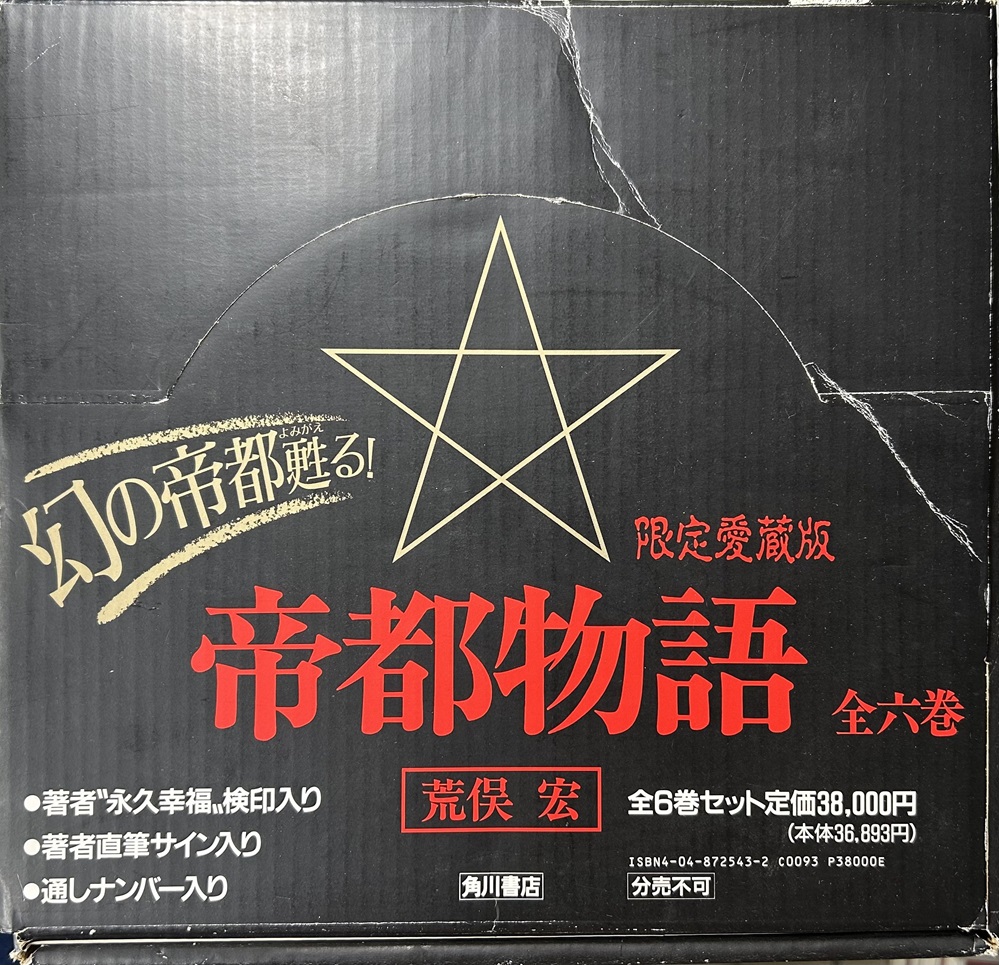 幻の帝都甦る!
よみがえ
限定愛蔵版
帝都物語
全六巻
荒俣 宏
●著者〝永久幸福〟検印入り
●著者直筆サイン入り
●通しナンバー入り
全6巻セット定価38,000円
(本体36,893円)
ISBN4-04-872543-2 C0093 P38000E
角川書店
分売不可